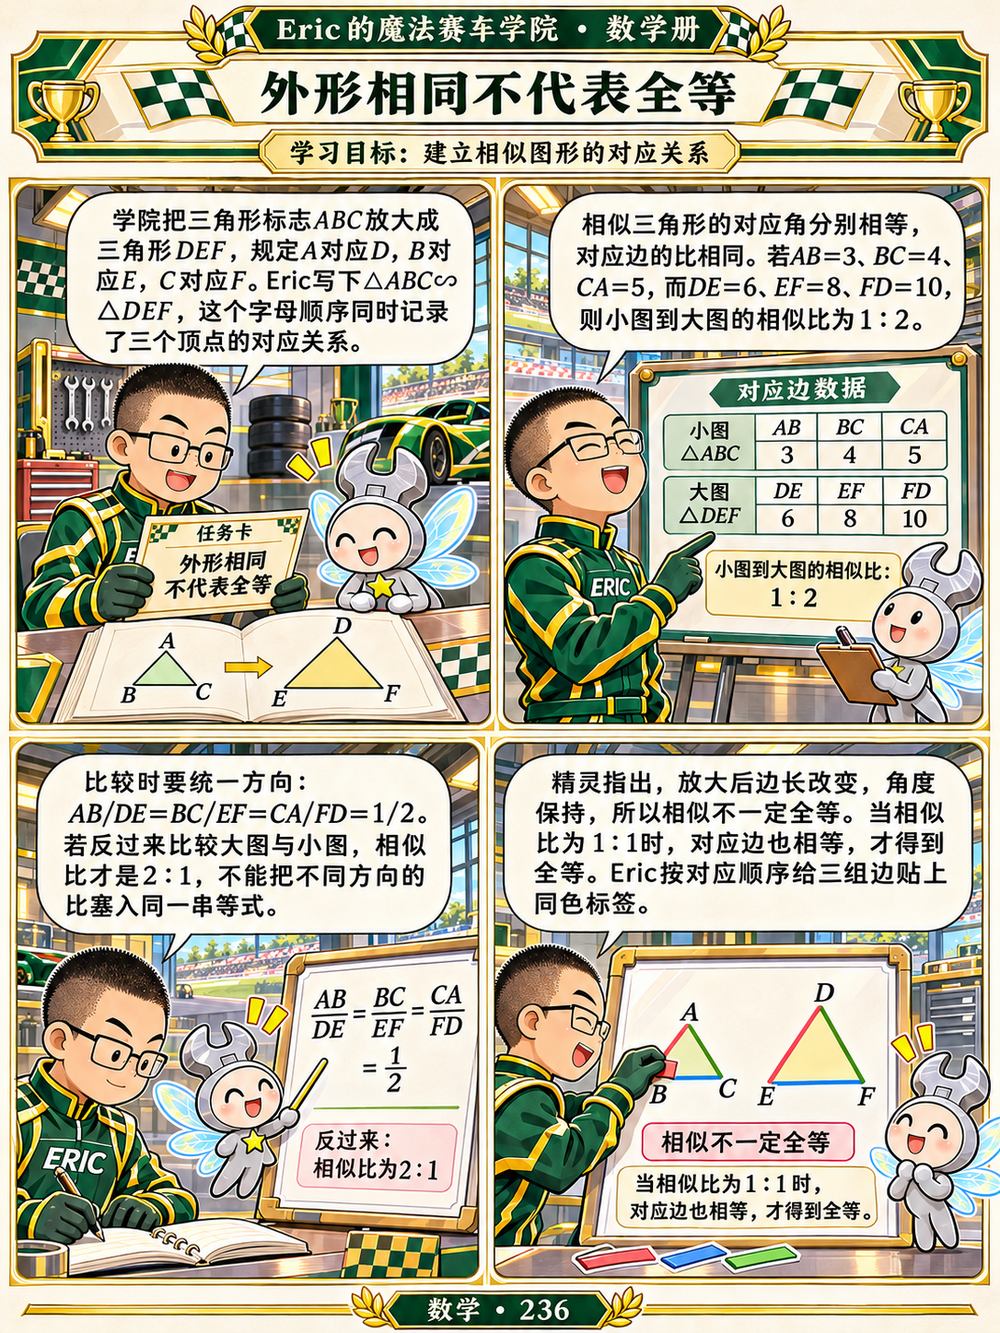 Eric的魔法赛车学院 · 数学册
外形相同不代表全等
学习目标：建立相似图形的对应关系
学院把三角形标志ABC放大成
三角形DEF，规定A对应D，B对
应E，C对应F。Eric写下△ABC∽
△DEF，这个字母顺序同时记录
了三个顶点的对应关系。
任务卡
外形相同
不代表全等
E
A
B
C
D
E
F
相似三角形的对应角分别相等，
对应边的比相同。若AB=3、BC=4、
CA=5，而DE=6、EF=8、FD=10，
则小图到大图的相似比为1：2。
对应边数据
小图
△ABC
AB BC CA
3 4 5
大图
△DEF
DE EF FD
6 8 10
小图到大图的相似比：
1：2
ERIC
比较时要统一方向：
AB/DE=BC/EF=CA/FD=1/2。
若反过来比较大图与小图，相似
比才是2：1，不能把不同方向的
比塞入同一串等式。
AB/DE=BC/EF=CA/FD
=1/2
反过来：
相似比为2：1
ERIC
精灵指出，放大后边长改变，角度
保持，所以相似不一定全等。当相似
比为1：1时，对应边也相等，才得到
全等。Eric按对应顺序给三组边贴上
同色标签。
A
B
C
D
E
F
相似不一定全等
当相似比为1：1时，
对应边也相等，才得到全等。
数学 · 236